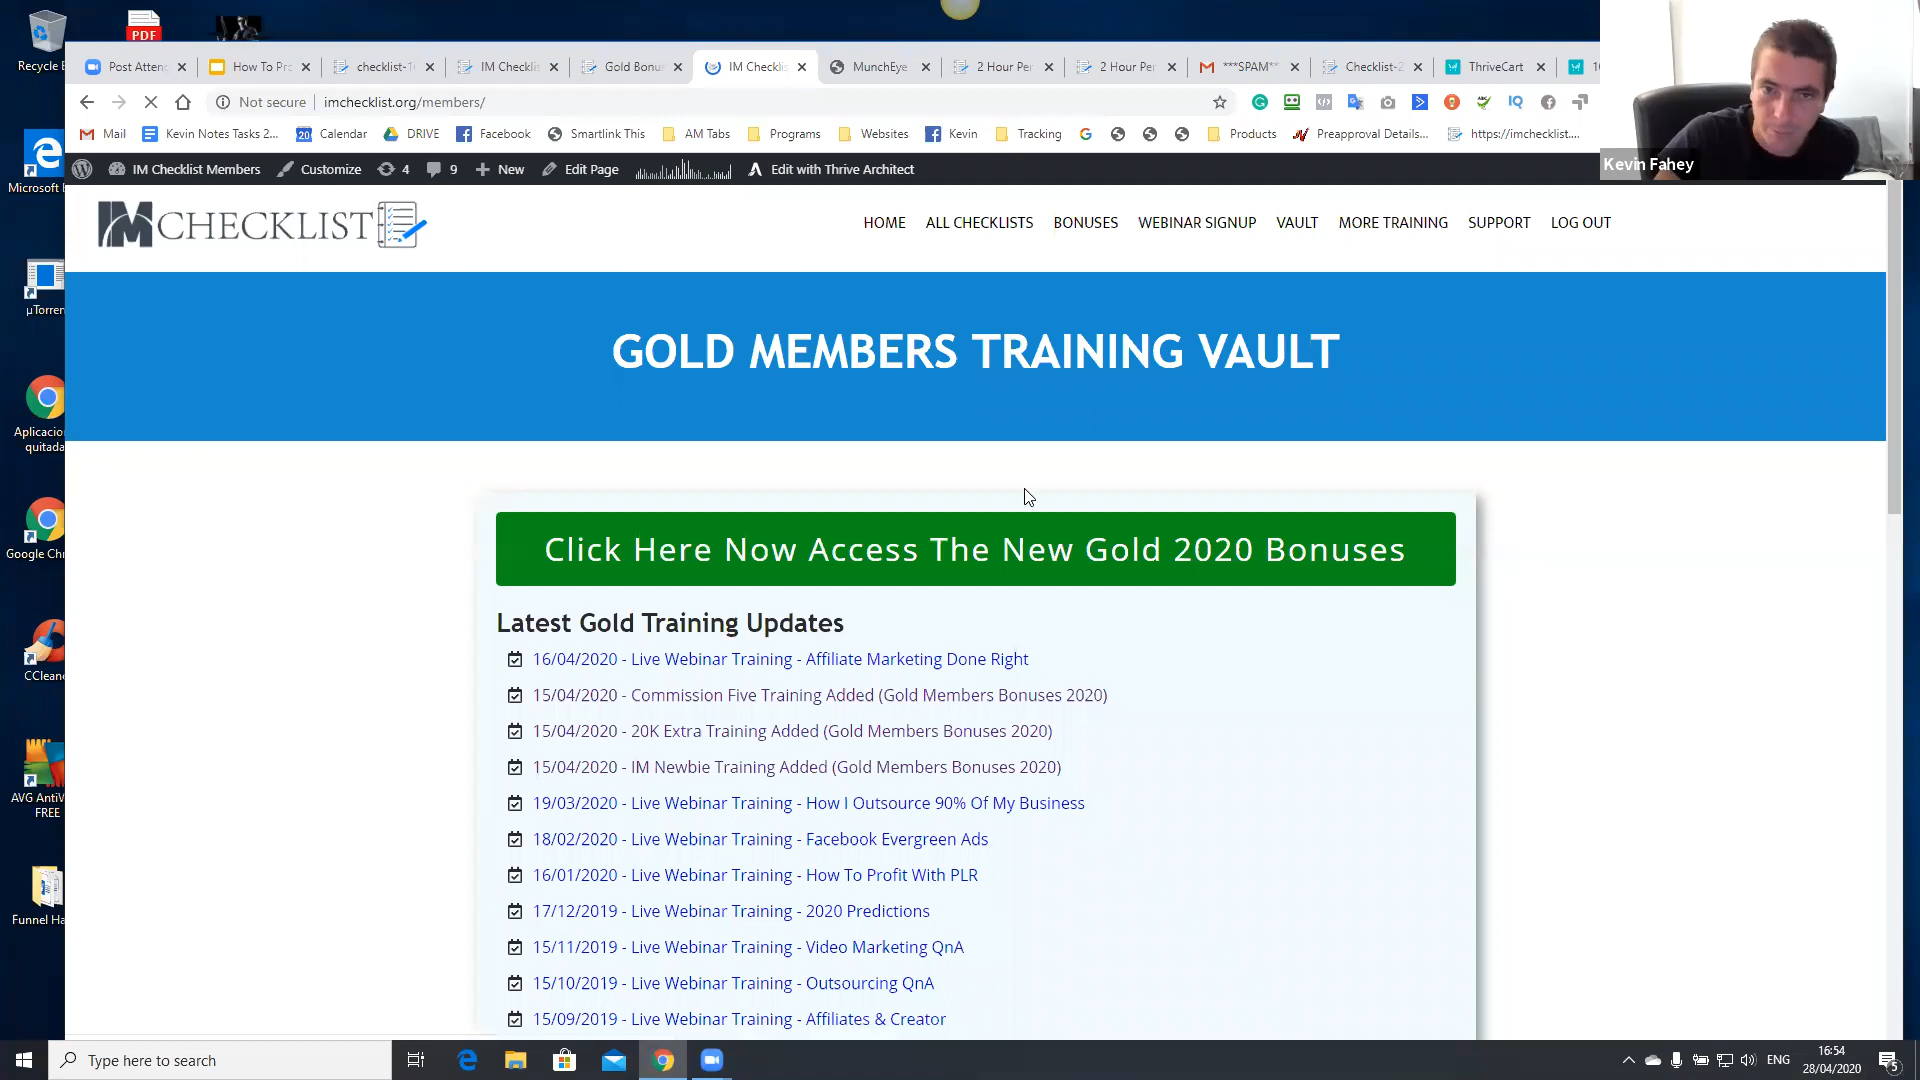 Recycle B
PDF
Post Atten
How To Pro
checklist-1
IM Checkli
Gold Bonu
IM Checkli
MunchEye
2 Hour Per
2 Hour Per
***SPAM**
Checklist-2
ThriveCart
Not secure
imchecklist.org/members/
Mail
Kevin Notes Tasks 2...
Calendar
DRIVE
Facebook
Smartlink This
AM Tabs
Programs
Websites
Kevin
Tracking
Products
Preapproval Details...
https://imchecklist....
Kevin Fahey
IM Checklist Members
Customize
4
9
New
Edit Page
Edit with Thrive Architect
IM CHECKLIST
HOME
ALL CHECKLISTS
BONUSES
WEBINAR SIGNUP
VAULT
MORE TRAINING
SUPPORT
LOG OUT
GOLD MEMBERS TRAINING VAULT
Click Here Now Access The New Gold 2020 Bonuses
Latest Gold Training Updates
16/04/2020 - Live Webinar Training - Affiliate Marketing Done Right
15/04/2020 - Commission Five Training Added (Gold Members Bonuses 2020)
15/04/2020 - 20K Extra Training Added (Gold Members Bonuses 2020)
15/04/2020 - IM Newbie Training Added (Gold Members Bonuses 2020)
19/03/2020 - Live Webinar Training - How I Outsource 90% Of My Business
18/02/2020 - Live Webinar Training - Facebook Evergreen Ads
16/01/2020 - Live Webinar Training - How To Profit With PLR
17/12/2019 - Live Webinar Training - 2020 Predictions
15/11/2019 - Live Webinar Training - Video Marketing QnA
15/10/2019 - Live Webinar Training - Outsourcing QnA
15/09/2019 - Live Webinar Training - Affiliates & Creator
Microsoft E
µTorren
Aplicacio
quitada
Google Chr
CCleane
AVG AntiV
FREE
Funnel Ha
Type here to search
ENG
16:54
28/04/2020
5